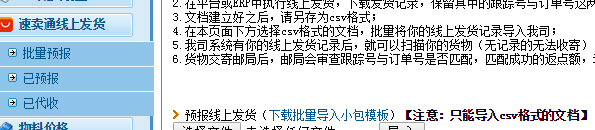 2. 在平台或ERP中执行线上发货，下载发货记录，保留其中的跟踪号与订单号这两
速卖通线上发货
3. 文档建立好之后，请另存为csv格式；
4. 在本页面下方选择csv格式的文档，批量将你的线上发货记录导入我司；
批量预报
5. 我司系统有你的线上发货记录后，就可以扫描你的货物（无记录的无法收寄）
已预报
6. 货物交寄邮局后，邮局会审查跟踪号与订单号是否匹配，匹配成功的返点额，
已代收
预报线上发货（下载批量导入小包模板）【注意：只能导入csv格式的文档】
物料价格
选择文件 未选择任何文件 导入